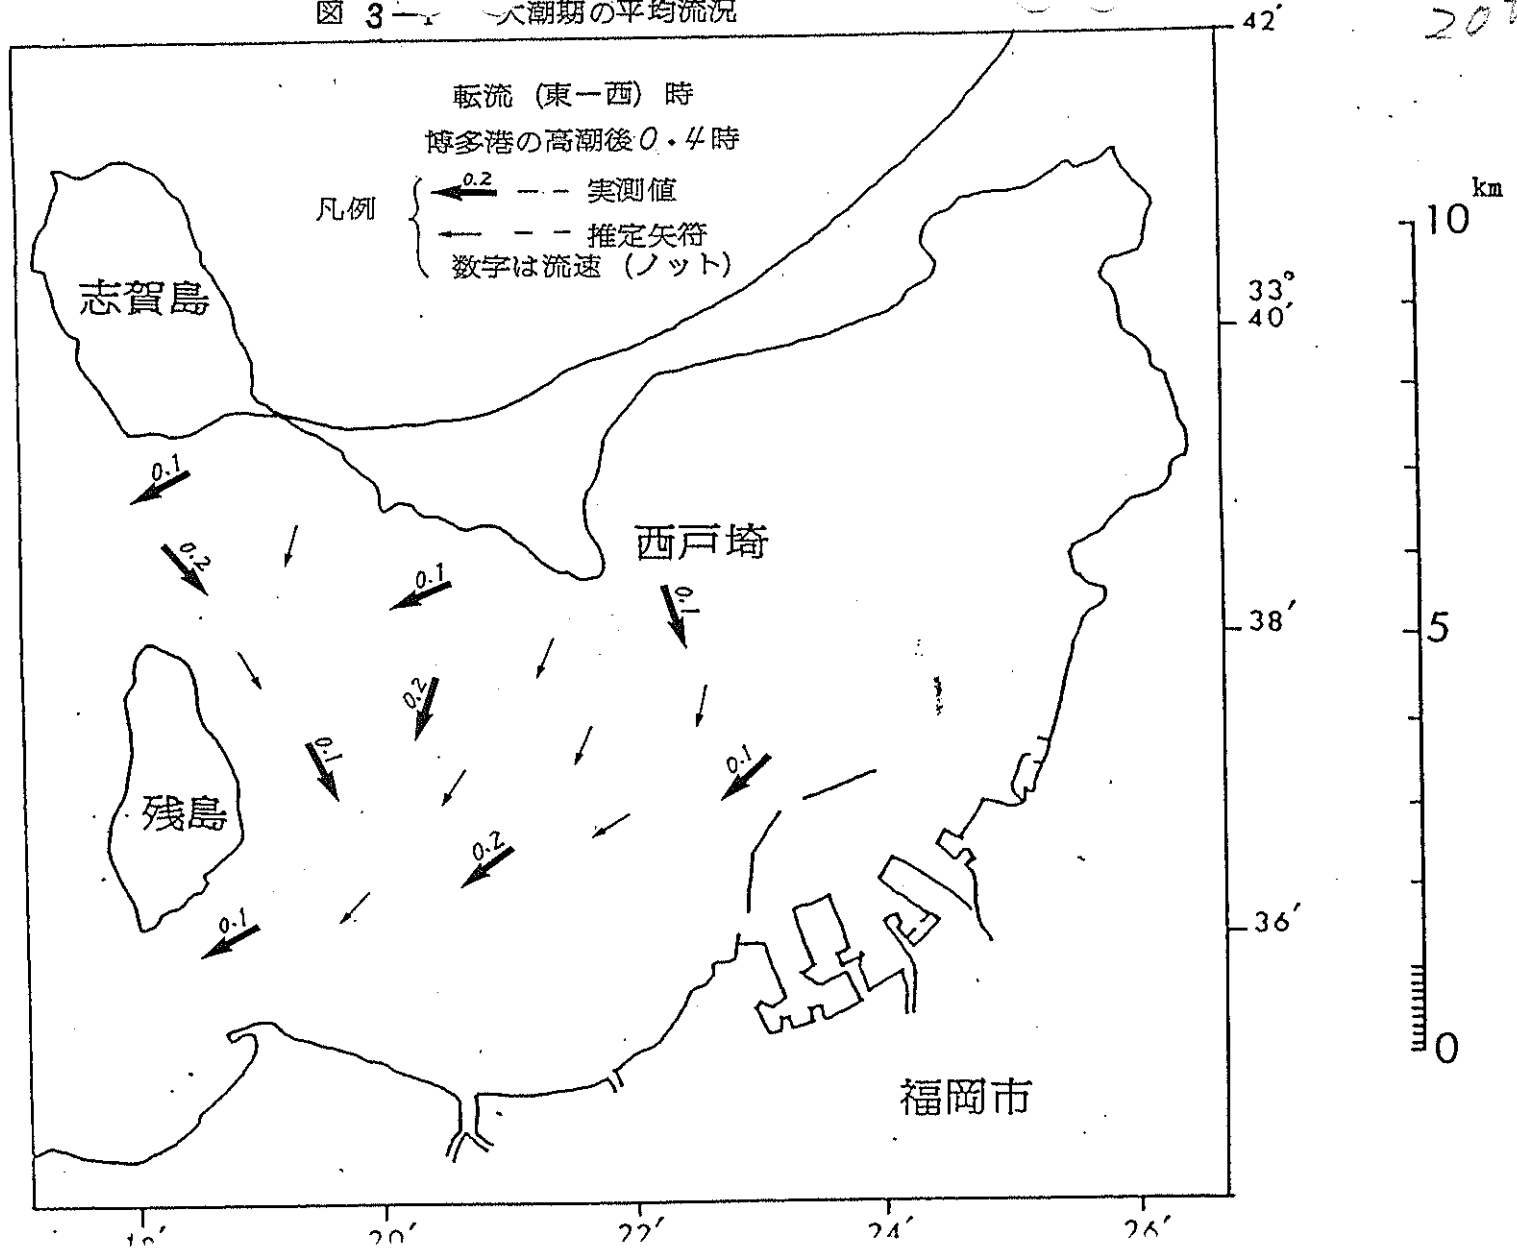 図 3－1 大潮期の平均流況
42′
転流 (東ー西) 時
博多港の高潮後0.4時
凡例
0.2 --- 実測値
--- 推定矢符
数字は流速 (ノット)
km
10
志賀島
33°
40′
0.1
0.2
西戸埼
0.1
0.1
38′
5
0.2
0.1
0.1
残島
0.2
0.1
36′
0
福岡市
20′
22′
24′
26′